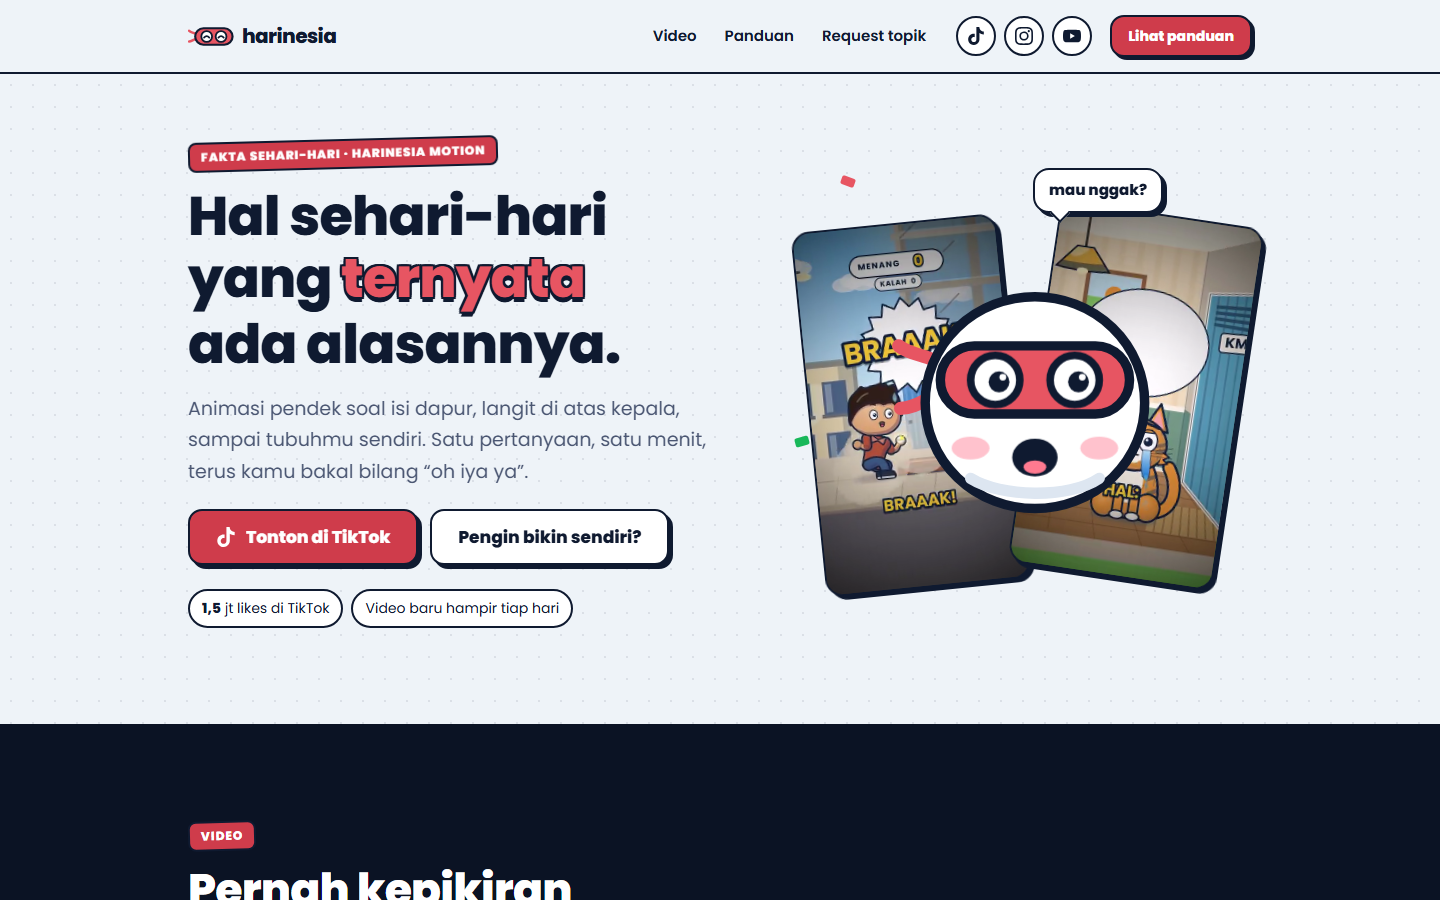 harinesia
Video
Panduan
Request topik
Lihat panduan
FAKTA SEHARI-HARI · HARINESIA MOTION
Hal sehari-hari
yang ternyata
ada alasannya.
Animasi pendek soal isi dapur, langit di atas kepala,
sampai tubuhmu sendiri. Satu pertanyaan, satu menit,
terus kamu bakal bilang “oh iya ya”.
Tonton di TikTok
Pengin bikin sendiri?
1,5 jt likes di TikTok
Video baru hampir tiap hari
mau nggak?
MENANG 0
KALAH 0
BRAAAK!
BRAAAK!
KM
HAL:
VIDEO
Pernah kepikiran